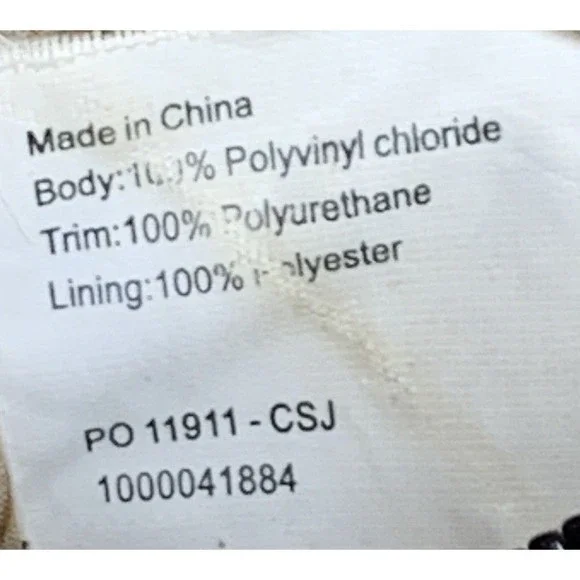 Made in China
Body:100% Polyvinyl chloride
Trim:100% Polyurethane
Lining:100% Polyester
PO 11911 - CSJ
1000041884